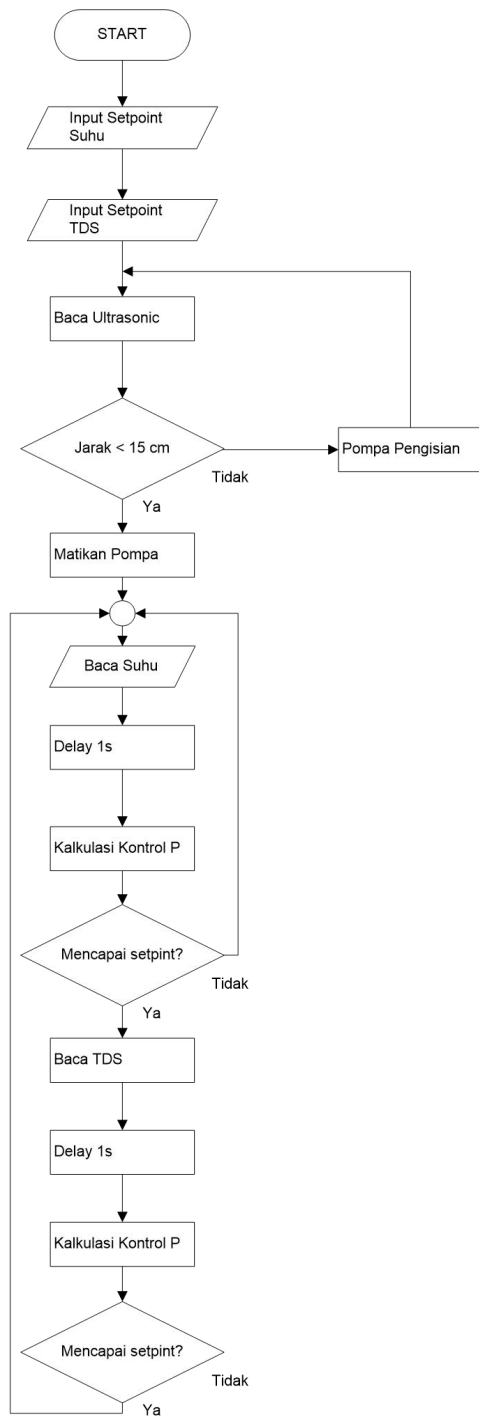 START
Input Setpoint
Suhu
Input Setpoint
TDS
Baca Ultrasonic
Jarak < 15 cm
Pompa Pengisian
Tidak
Ya
Matikan Pompa
Baca Suhu
Delay 1s
Kalkulasi Kontrol P
Mencapai setpint?
Tidak
Ya
Baca TDS
Delay 1s
Kalkulasi Kontrol P
Mencapai setpint?
Tidak
Ya